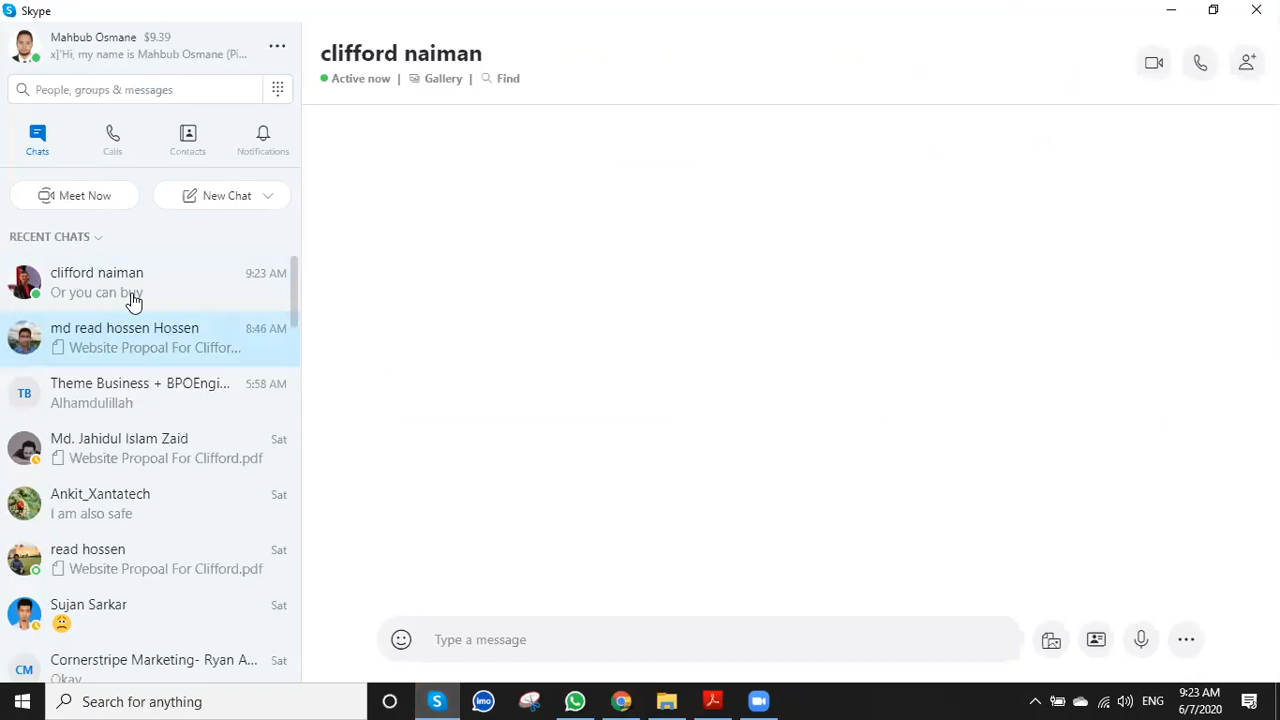 Skype
Mahbub Osmane $9.39
x]'Hi, my name is Mahbub Osmane (Pi...
People, groups & messages
Chats Calls Contacts Notifications
Meet Now New Chat
RECENT CHATS
clifford naiman 9:23 AM
Or you can buy
md read hossen Hossen 8:46 AM
Website Propoal For Cliffor...
TB Theme Business + BPOEngi... 5:58 AM
Alhamdulillah
Md. Jahidul Islam Zaid Sat
Website Propoal For Clifford.pdf
Ankit_Xantatech Sat
I am also safe
read hossen Sat
Website Propoal For Clifford.pdf
Sujan Sarkar Sat
CM Cornerstripe Marketing- Ryan A... Sat
Okay
clifford naiman
Active now | Gallery | Find
Type a message
Search for anything
imo
ENG
9:23 AM
6/7/2020